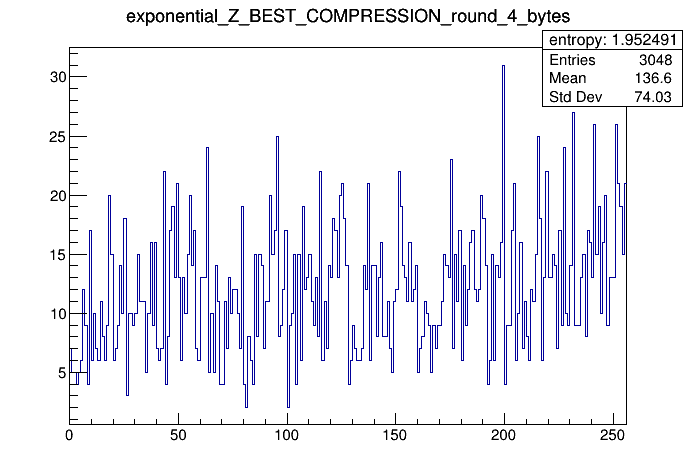 exponential_Z_BEST_COMPRESSION_round_4_bytes
entropy: 1.952491
Entries 3048
Mean 136.6
Std Dev 74.03
30
25
20
15
10
5
0 50 100 150 200 250